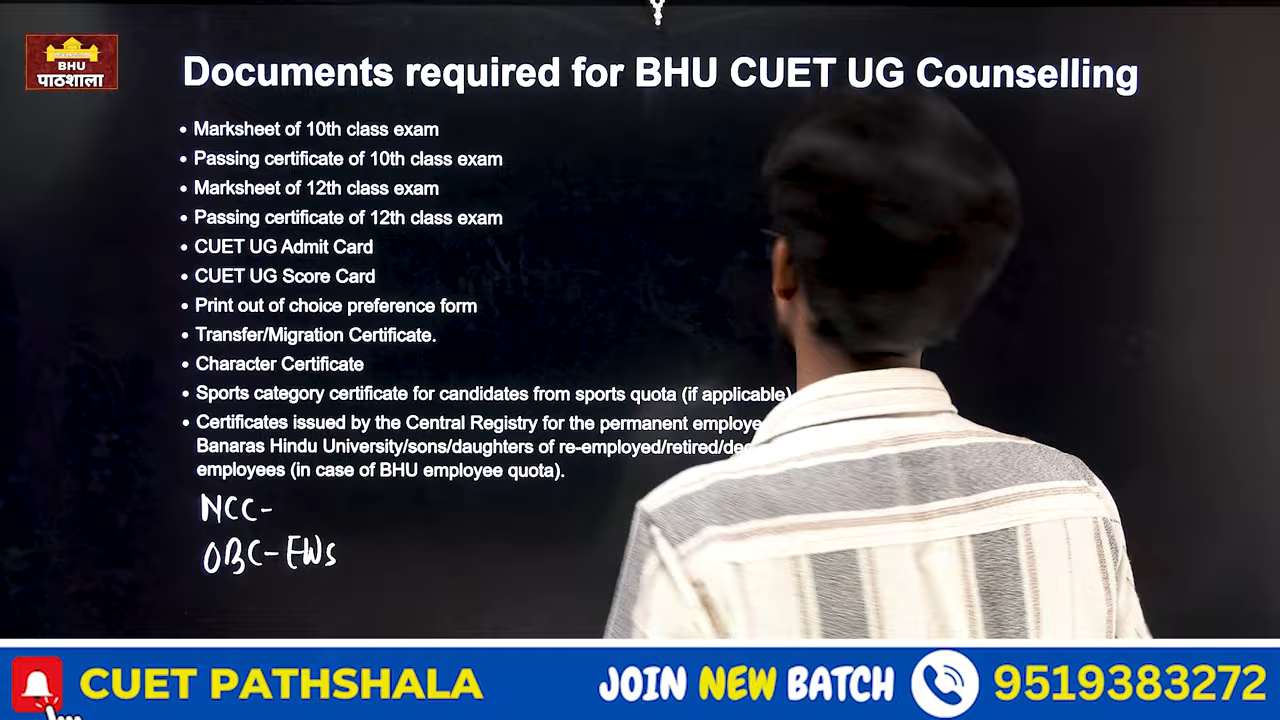 BHU
पाठशाला
Documents required for BHU CUET UG Counselling
• Marksheet of 10th class exam
• Passing certificate of 10th class exam
• Marksheet of 12th class exam
• Passing certificate of 12th class exam
• CUET UG Admit Card
• CUET UG Score Card
• Print out of choice preference form
• Transfer/Migration Certificate.
• Character Certificate
• Sports category certificate for candidates from sports quota (if applicable)
• Certificates issued by the Central Registry for the permanent
Banaras Hindu University/sons/daughters of re-employed/retired/
employees (in case of BHU employee quota).
NCC-
OBC-EWS
CUET PATHSHALA
JOIN NEW BATCH
9519383272